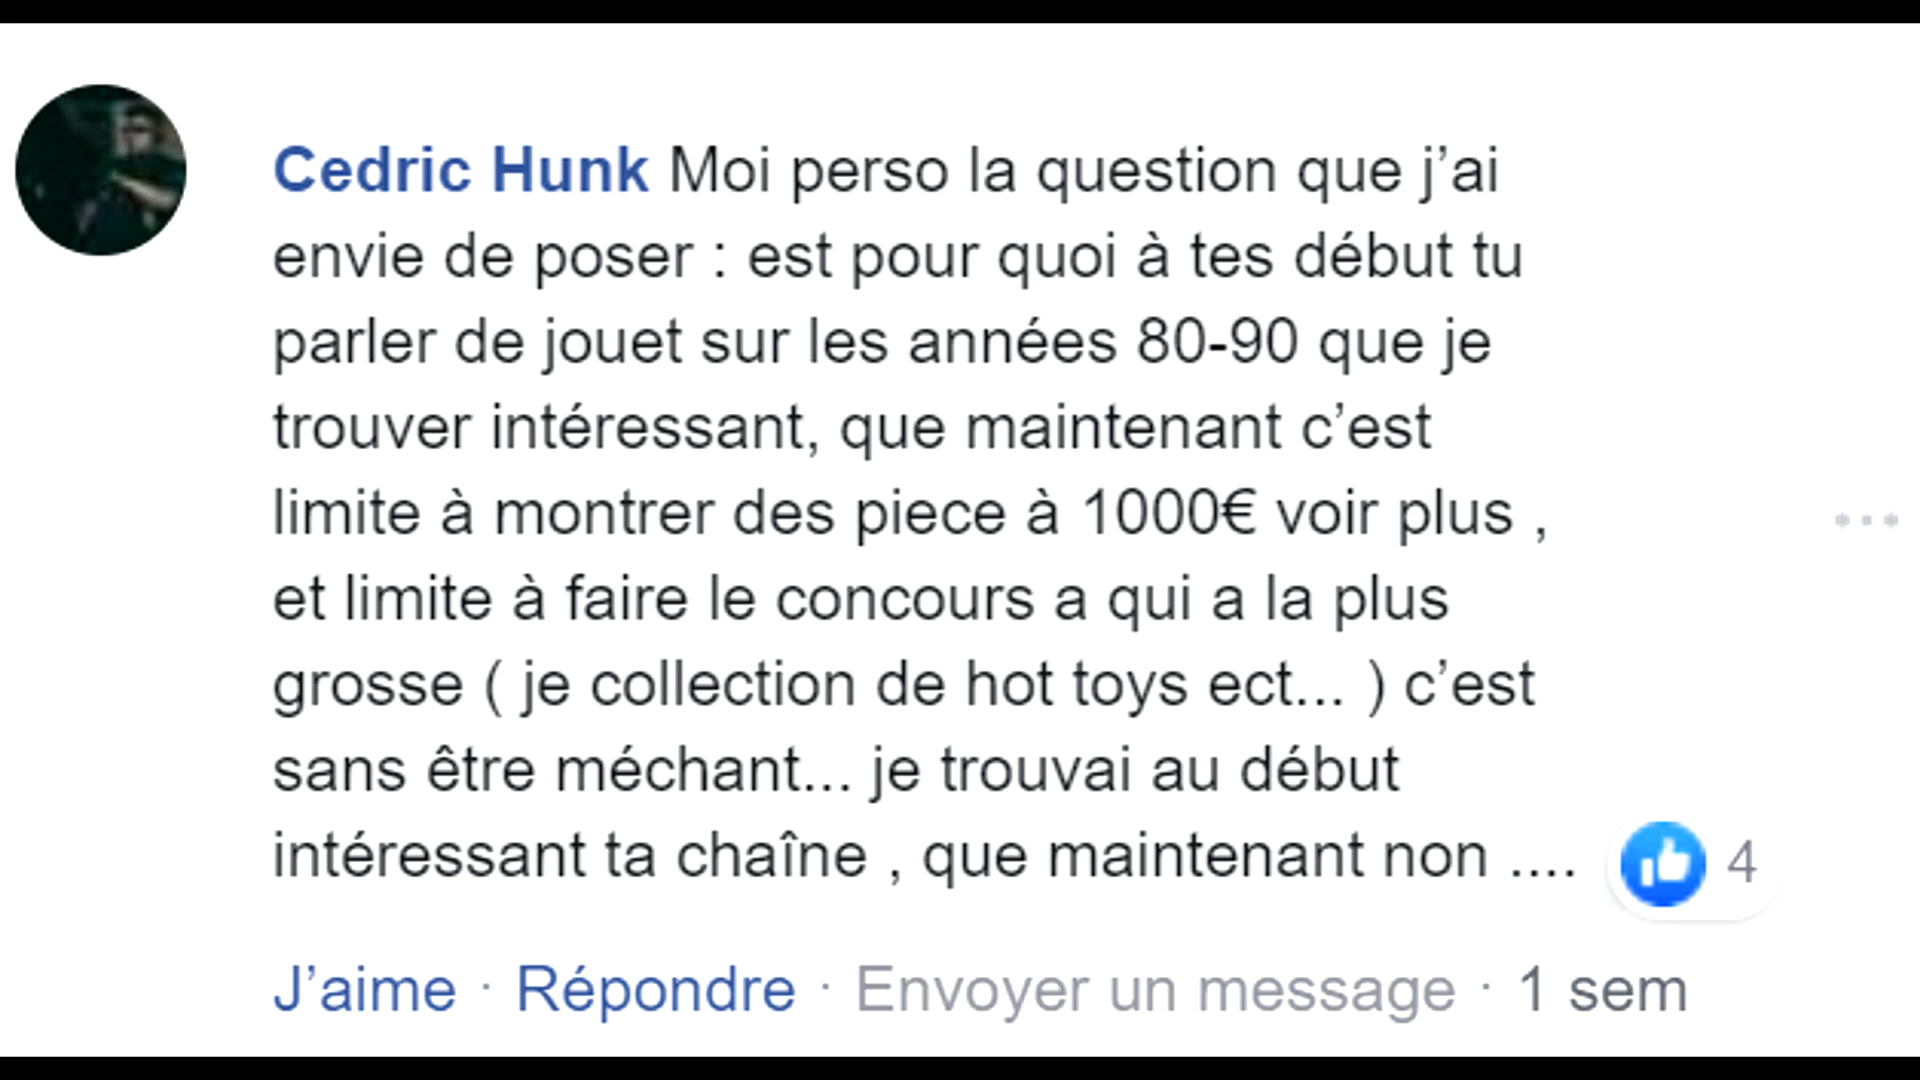 Cedric Hunk Moi perso la question que j’ai
envie de poser : est pour quoi à tes début tu
parler de jouet sur les années 80-90 que je
trouver intéressant, que maintenant c’est
limite à montrer des piece à 1000€ voir plus ,
et limite à faire le concours a qui a la plus
grosse ( je collection de hot toys ect... ) c’est
sans être méchant... je trouvai au début
intéressant ta chaîne , que maintenant non ....
4
J’aime · Répondre · Envoyer un message · 1 sem